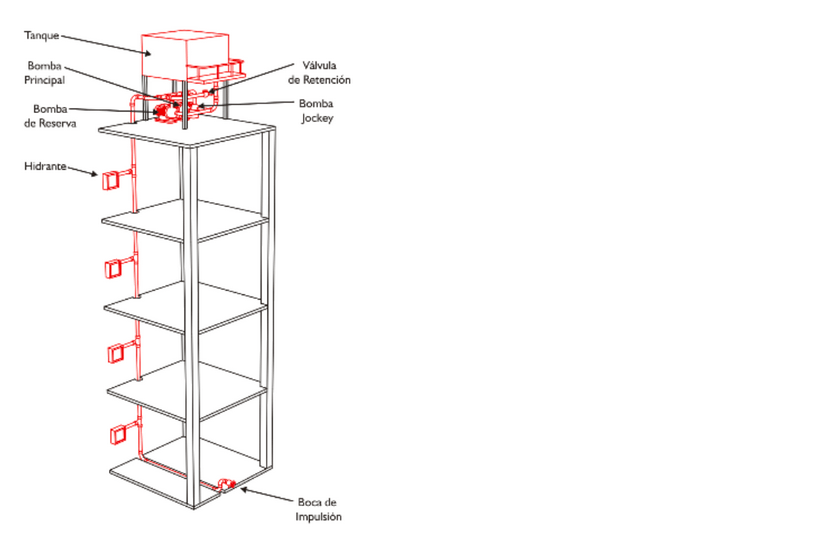 Tanque
Bomba
Principal
Bomba
de Reserva
Hidrante
Válvula
de Retención
Bomba
Jockey
Boca de
Impulsión